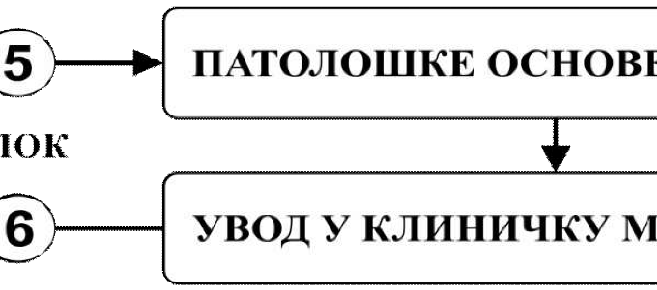 5 ПАТОЛОШКЕ ОСНОВЕ
ЛОК
6 УВОД У КЛИНИЧКУ М